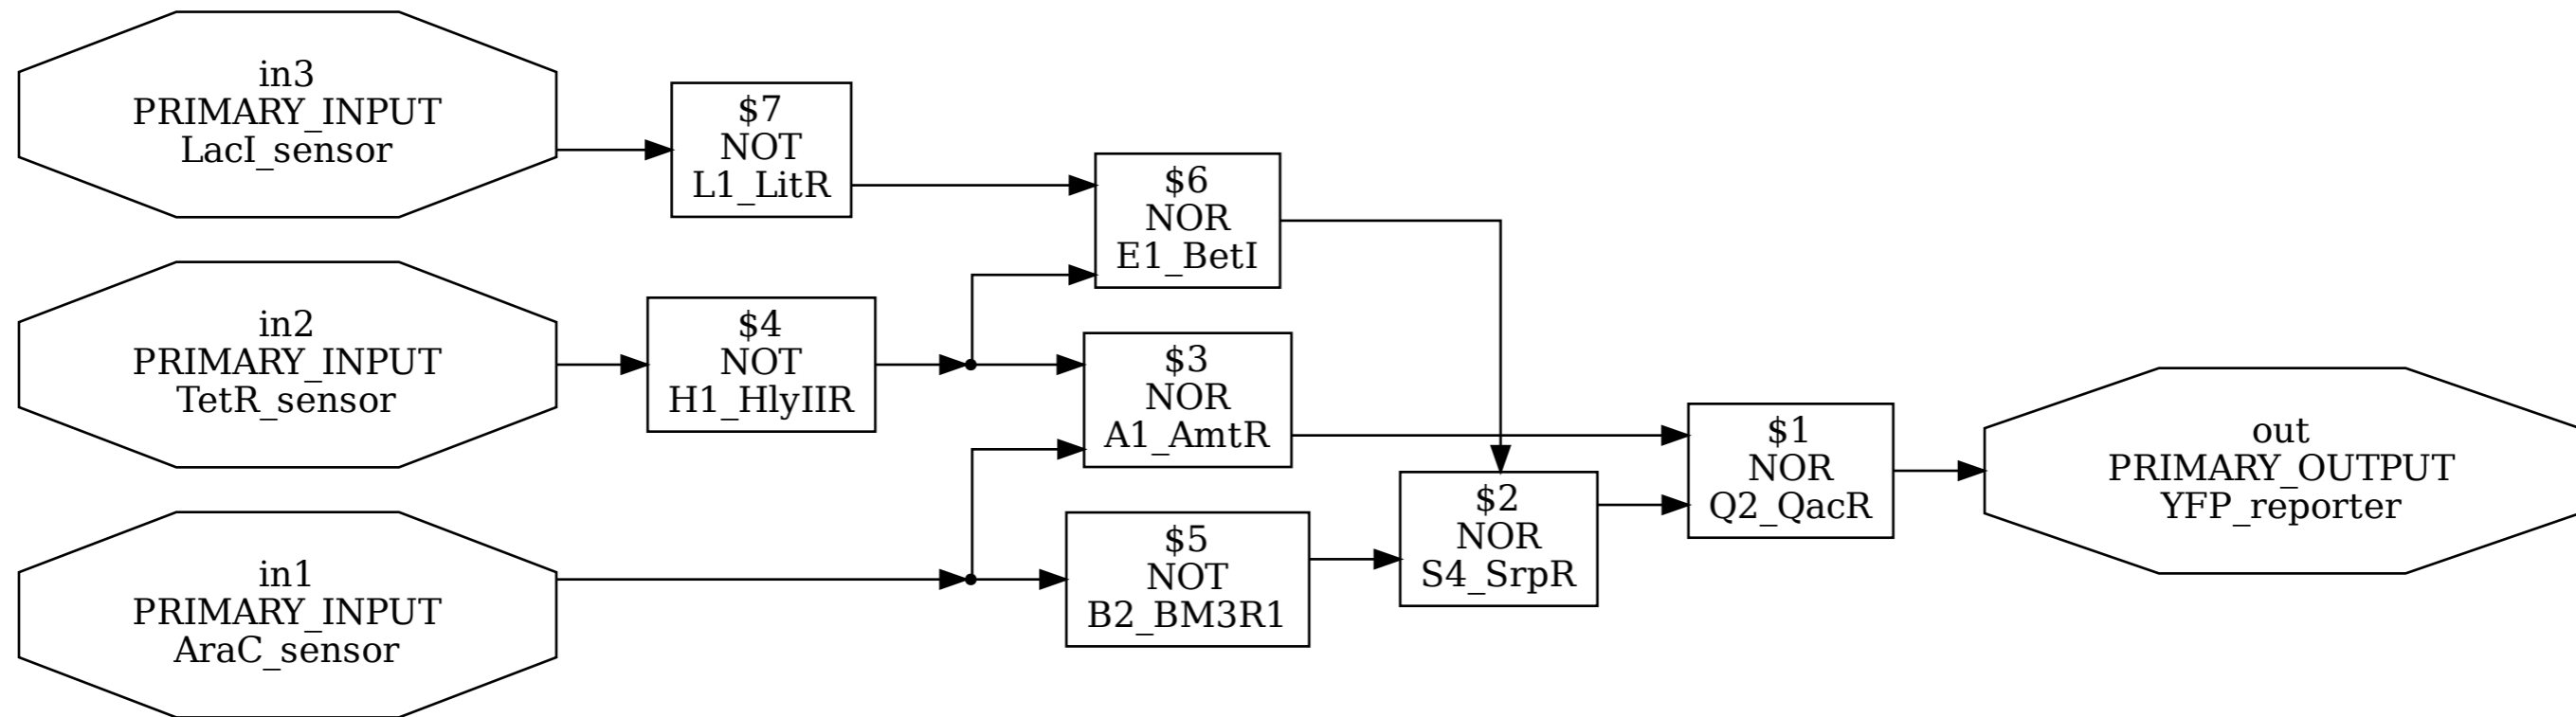 in3
PRIMARY_INPUT
LacI_sensor
$7
NOT
L1_LitR
$6
NOR
E1_BetI
in2
PRIMARY_INPUT
TetR_sensor
$4
NOT
H1_HlyIIR
$3
NOR
A1_AmtR
$1
NOR
Q2_QacR
out
PRIMARY_OUTPUT
YFP_reporter
$2
NOR
S4_SrpR
in1
PRIMARY_INPUT
AraC_sensor
$5
NOT
B2_BM3R1